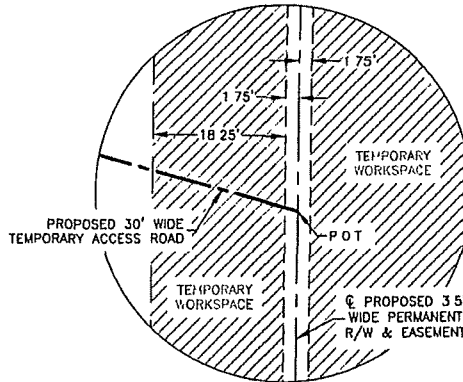 1 75'
1 75'
18 25'
TEMPORARY
WORKSPACE
PROPOSED 30' WIDE
TEMPORARY ACCESS ROAD
P O T
TEMPORARY
WORKSPACE
℄ PROPOSED 3 5
WIDE PERMANENT
R/W & EASEMENT